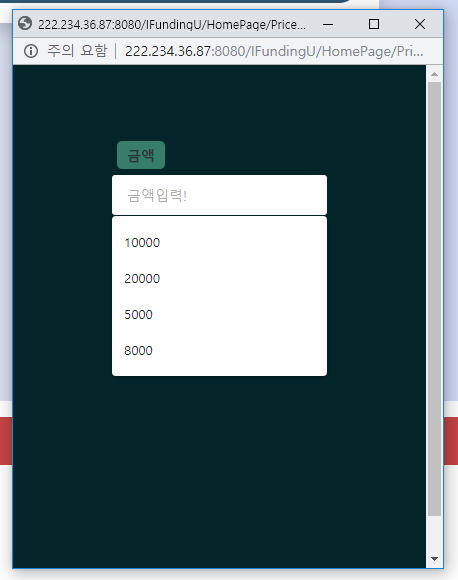 222.234.36.87:8080/IFundingU/HomePage/Price...
주의 요함 | 222.234.36.87:8080/IFundingU/HomePage/Pri...
금액
금액입력!
10000
20000
5000
8000